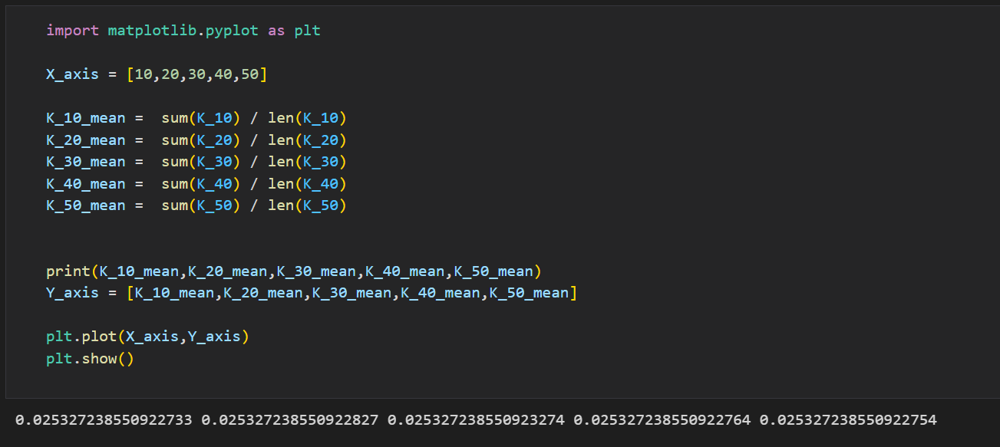 import matplotlib.pyplot as plt
X_axis = [10,20,30,40,50]
K_10_mean =  sum(K_10) / len(K_10)
K_20_mean =  sum(K_20) / len(K_20)
K_30_mean =  sum(K_30) / len(K_30)
K_40_mean =  sum(K_40) / len(K_40)
K_50_mean =  sum(K_50) / len(K_50)
print(K_10_mean,K_20_mean,K_30_mean,K_40_mean,K_50_mean)
Y_axis = [K_10_mean,K_20_mean,K_30_mean,K_40_mean,K_50_mean]
plt.plot(X_axis,Y_axis)
plt.show()
0.025327238550922733 0.025327238550922827 0.025327238550923274 0.025327238550922764 0.025327238550922754